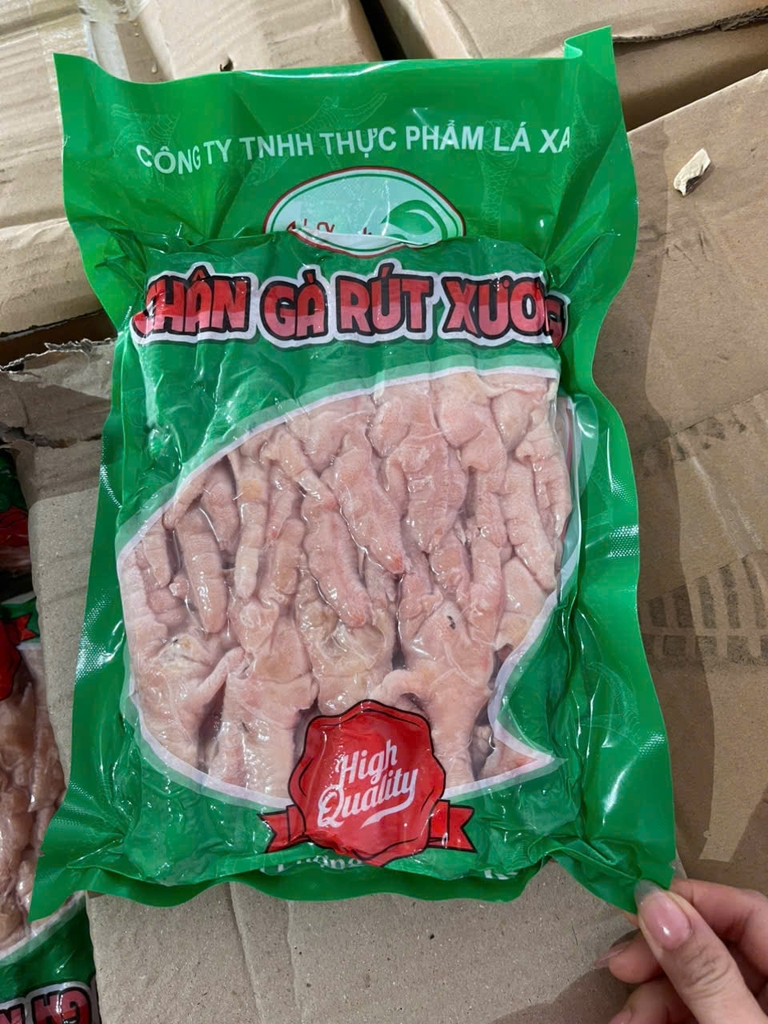 CÔNG TY TNHH THỰC PHẨM LÁ XA
CHÂN GÀ RÚT XƯƠNG
High
Quality